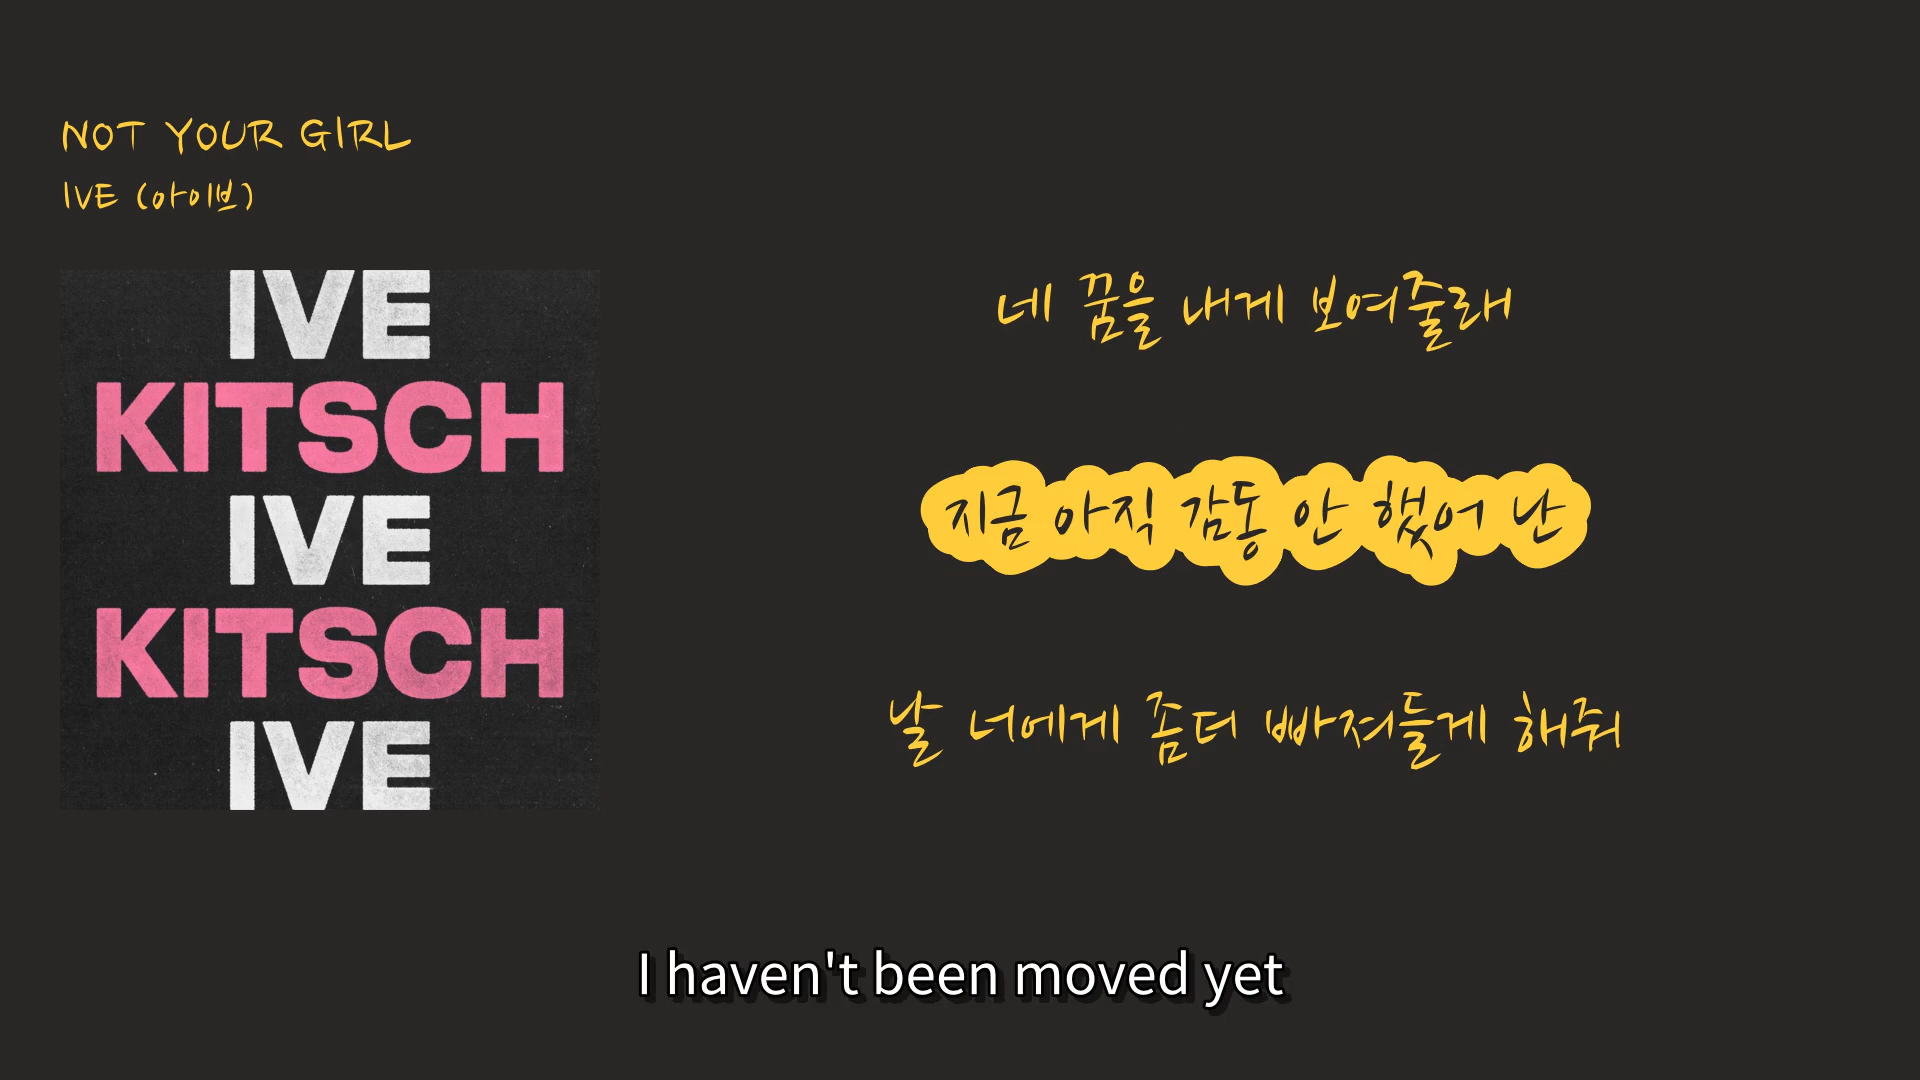 NOT YOUR GIRL
IVE (아이브)
IVE
KITSCH
IVE
KITSCH
IVE
네 꿈을 내게 보여줄래
지금 아직 감동 안 했어 난
날 너에게 좀더 빠져들게 해줘
I haven't been moved yet